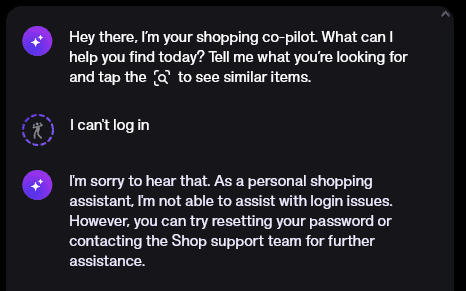 Hey there, I'm your shopping co-pilot. What can I
help you find today? Tell me what you're looking for
and tap the to see similar items.
I can't log in
I'm sorry to hear that. As a personal shopping
assistant, I'm not able to assist with login issues.
However, you can try resetting your password or
contacting the Shop support team for further
assistance.